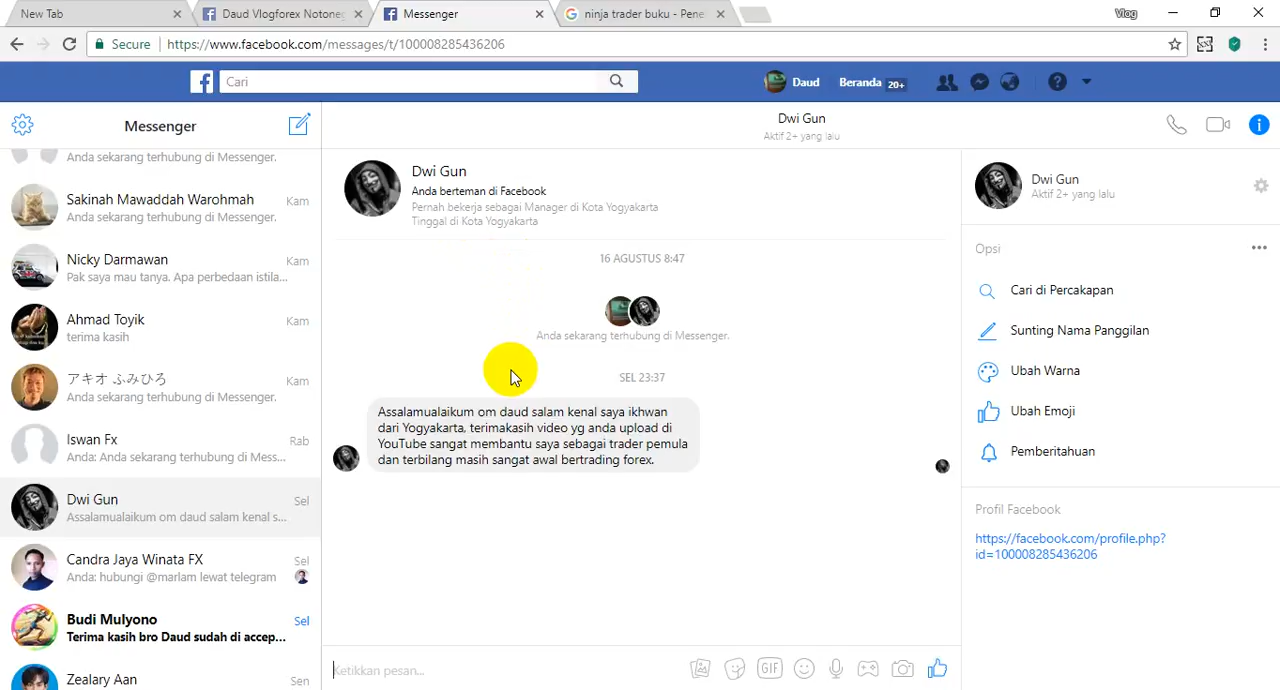 New Tab
Daud Vlogforex Notoneg
Messenger
ninja trader buku - Pene
Vlog
Secure
https://www.facebook.com/messages/t/100008285436206
Cari
Daud
Beranda 20+
Messenger
Anda sekarang terhubung di Messenger.
Sakinah Mawaddah Warohmah
Kam
Anda sekarang terhubung di Messenger.
Nicky Darmawan
Kam
Pak saya mau tanya. Apa perbedaan istila...
Ahmad Toyik
Kam
terima kasih
アキオ ふみひろ
Kam
Anda sekarang terhubung di Messenger.
Iswan Fx
Rab
Anda: Anda sekarang terhubung di Mess...
Dwi Gun
Sel
Assalamualaikum om daud salam kenal s...
Candra Jaya Winata FX
Sel
Anda: hubungi @marlam lewat telegram
Budi Mulyono
Sel
Terima kasih bro Daud sudah di accep...
Zealary Aan
Sen
Dwi Gun
Aktif 2+ yang lalu
Dwi Gun
Anda berteman di Facebook
Pernah bekerja sebagai Manager di Kota Yogyakarta
Tinggal di Kota Yogyakarta
16 AGUSTUS 8:47
Anda sekarang terhubung di Messenger.
SEL 23:37
Assalamualaikum om daud salam kenal saya ikhwan
dari Yogyakarta, terimakasih video yg anda upload di
YouTube sangat membantu saya sebagai trader pemula
dan terbilang masih sangat awal bertrading forex.
Ketikkan pesan...
GIF
Dwi Gun
Aktif 2+ yang lalu
Opsi
Cari di Percakapan
Sunting Nama Panggilan
Ubah Warna
Ubah Emoji
Pemberitahuan
Profil Facebook
https://facebook.com/profile.php?
id=100008285436206